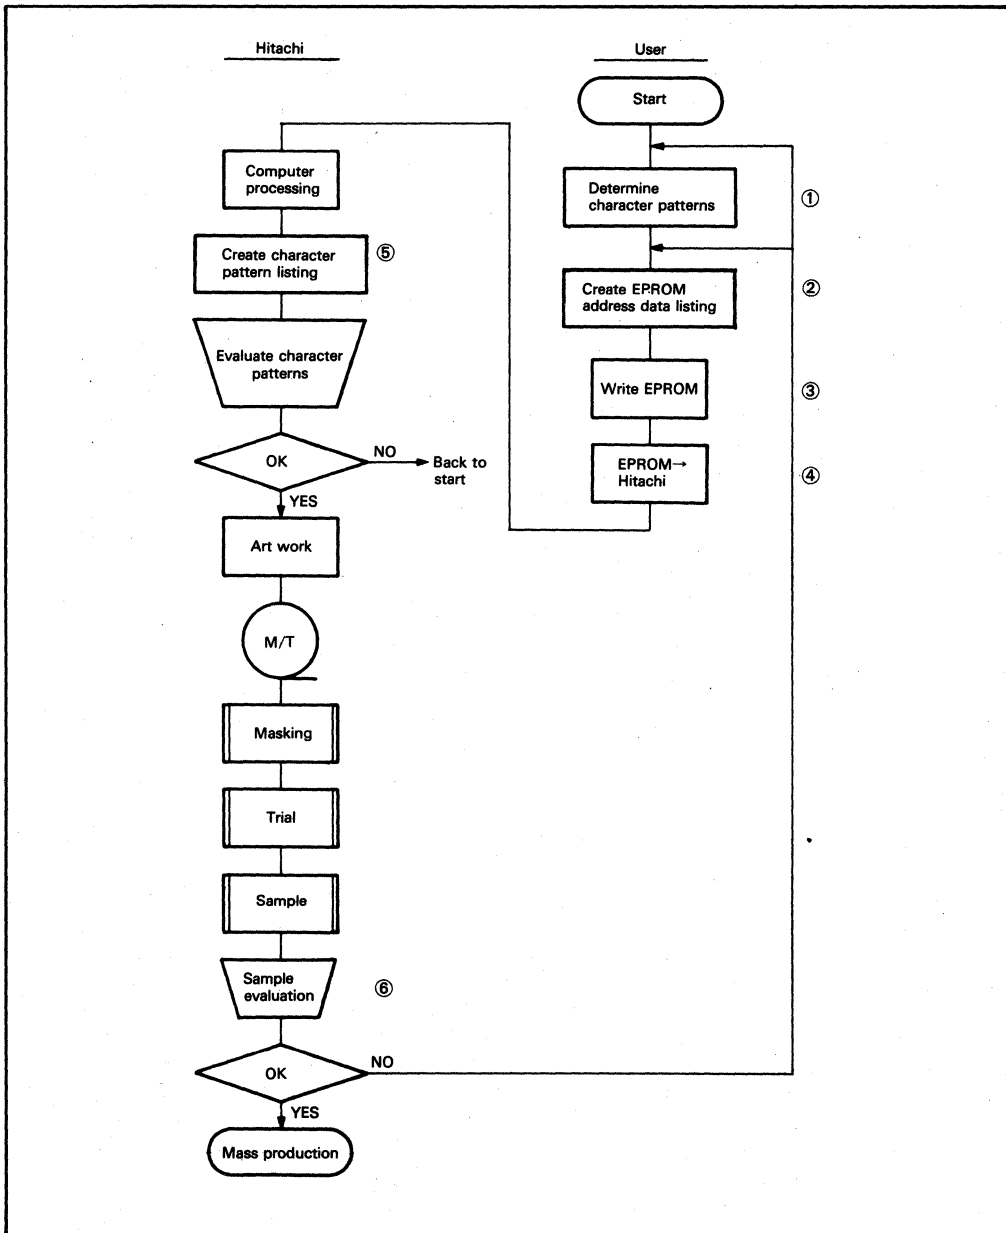 Hitachi
User
Start
Determine
character patterns
①
Create EPROM
address data listing
②
Write EPROM
③
EPROM→
Hitachi
④
Computer
processing
Create character
pattern listing
⑤
Evaluate character
patterns
OK
NO
Back to
start
YES
Art work
M/T
Masking
Trial
Sample
Sample
evaluation
⑥
OK
NO
YES
Mass production